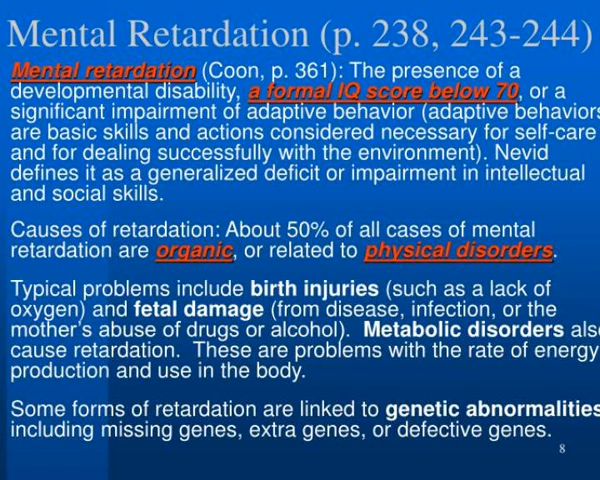 Mental Retardation (p. 238, 243-244)
Mental retardation (Coon, p. 361): The presence of a
developmental disability, a formal IQ score below 70, or a
significant impairment of adaptive behavior (adaptive behaviors
are basic skills and actions considered necessary for self-care
and for dealing successfully with the environment). Nevid
defines it as a generalized deficit or impairment in intellectual
and social skills.
Causes of retardation: About 50% of all cases of mental
retardation are organic, or related to physical disorders.
Typical problems include birth injuries (such as a lack of
oxygen) and fetal damage (from disease, infection, or the
mother's abuse of drugs or alcohol). Metabolic disorders also
cause retardation. These are problems with the rate of energy
production and use in the body.
Some forms of retardation are linked to genetic abnormalities
including missing genes, extra genes, or defective genes.
8